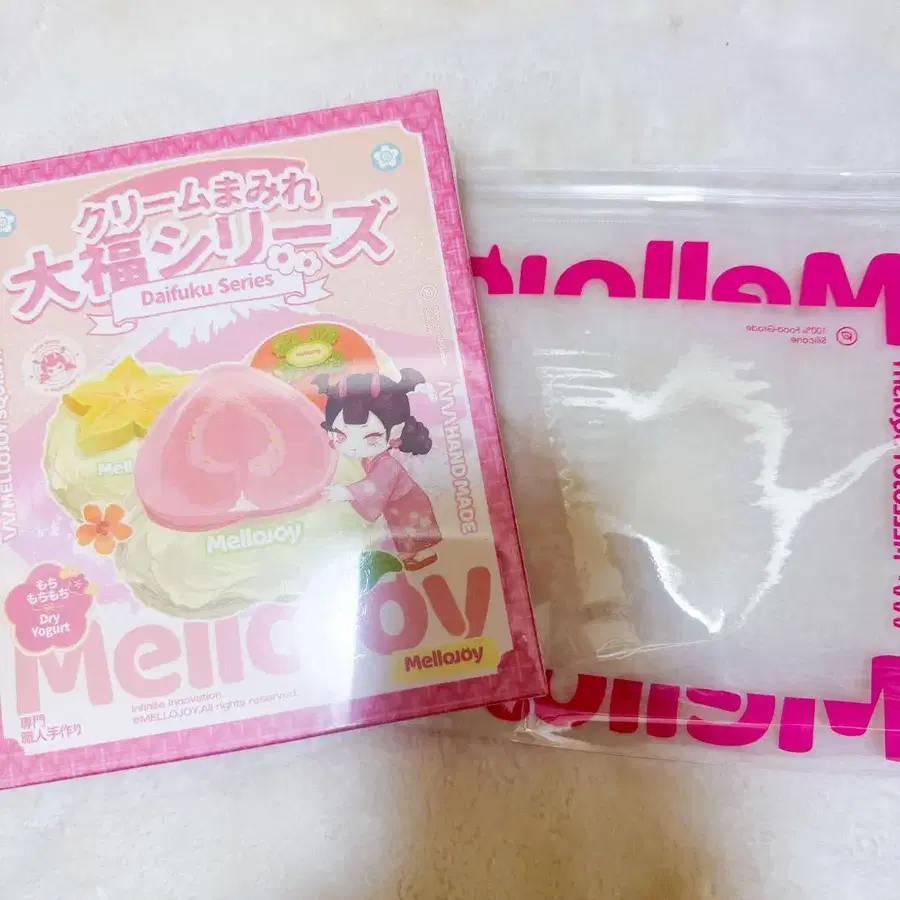 クリームまみれ
大福シリーズ
Daifuku Series
HANDMADE
Mello
MelloJoy
もち
もちもち
Dry
Yogurt
MelloJoy
MelloJoy
Infinite Innovation.
©MELLOJOY.All rights reserved.
専門
職人手作り
MelloJoy
100% Food-Grade
Silicone
MelloJoy